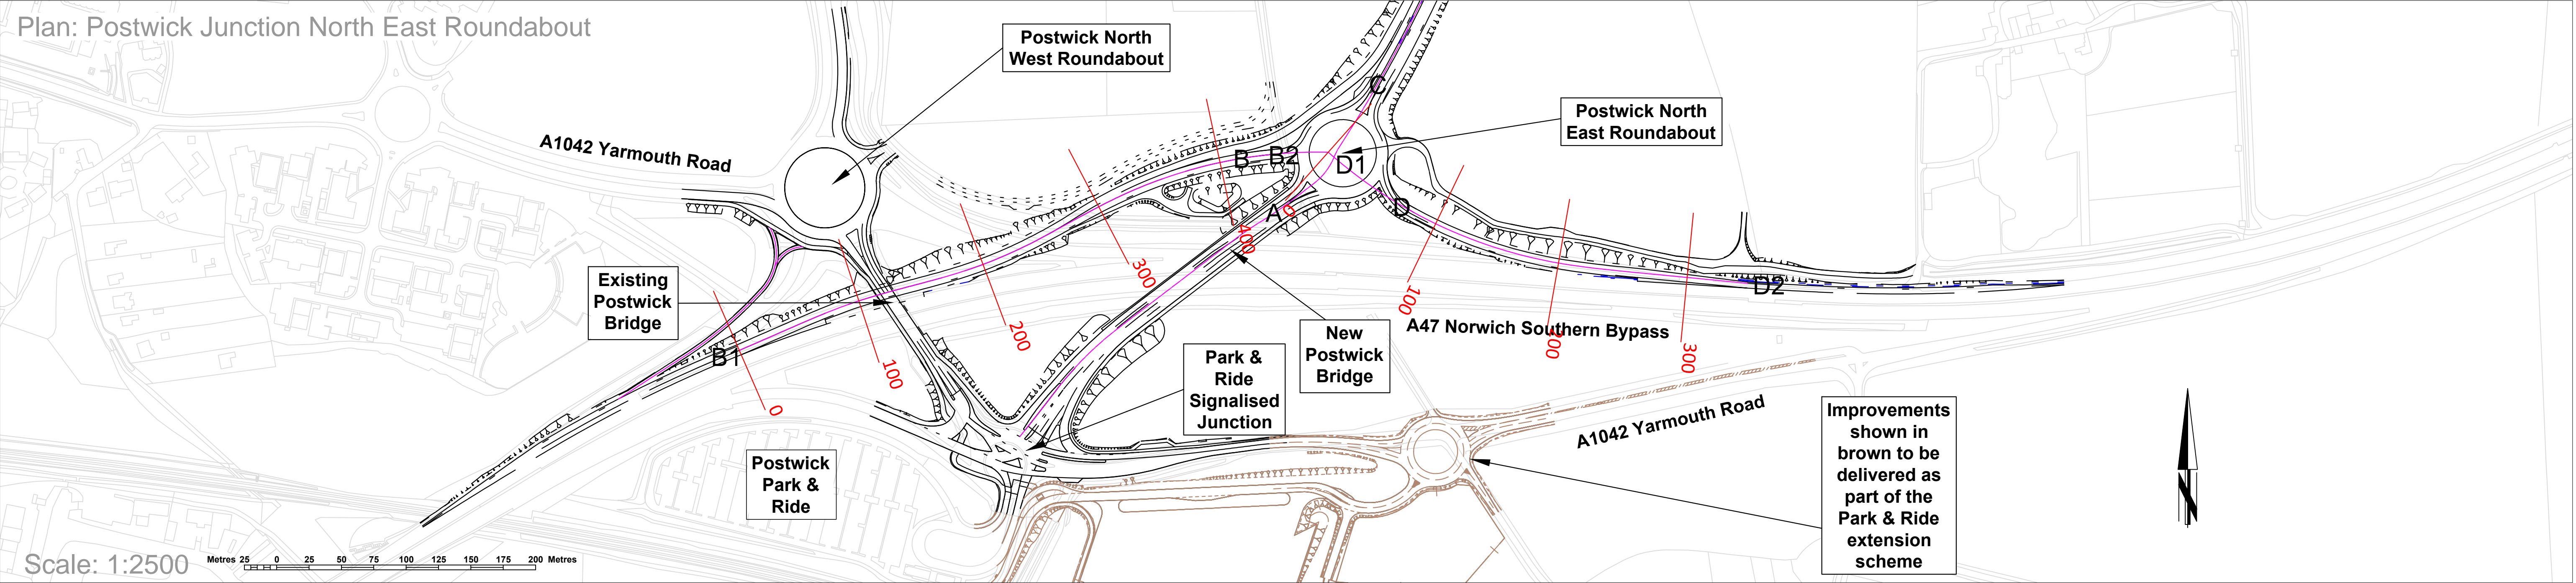 Plan: Postwick Junction North East Roundabout
Postwick North
West Roundabout
Postwick North
East Roundabout
A1042 Yarmouth Road
C
B
B2
D1
A
0
D
400
Existing
Postwick
Bridge
300
200
100
New
Postwick
Bridge
A47 Norwich Southern Bypass
100
400
300
D2
B1
100
0
Park &
Ride
Signalised
Junction
A1042 Yarmouth Road
Improvements
shown in
brown to be
delivered as
part of the
Park & Ride
extension
scheme
Postwick
Park &
Ride
N
Scale: 1:2500
Metres 25 0 25 50 75 100 125 150 175 200 Metres